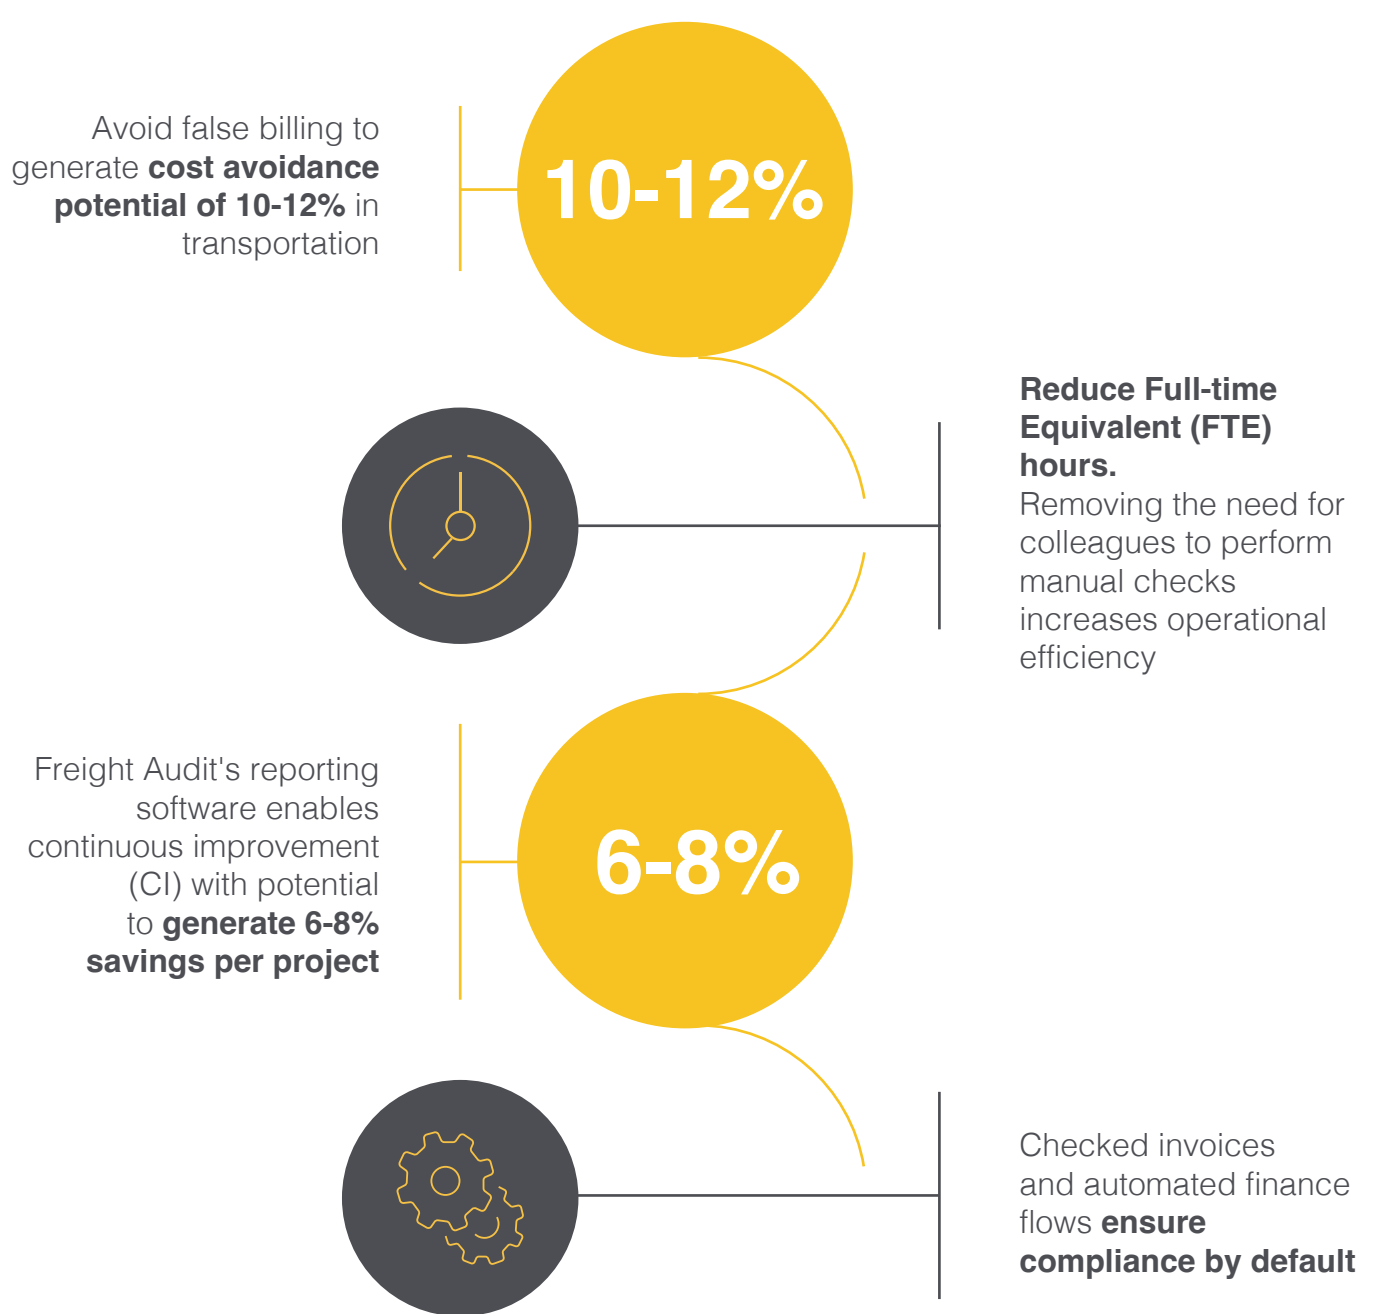 Avoid false billing to
generate cost avoidance
potential of 10-12% in
transportation
10-12%
Reduce Full-time
Equivalent (FTE)
hours.
Removing the need for
colleagues to perform
manual checks
increases operational
efficiency
Freight Audit's reporting
software enables
continuous improvement
(CI) with potential
to generate 6-8%
savings per project
6-8%
Checked invoices
and automated finance
flows ensure
compliance by default